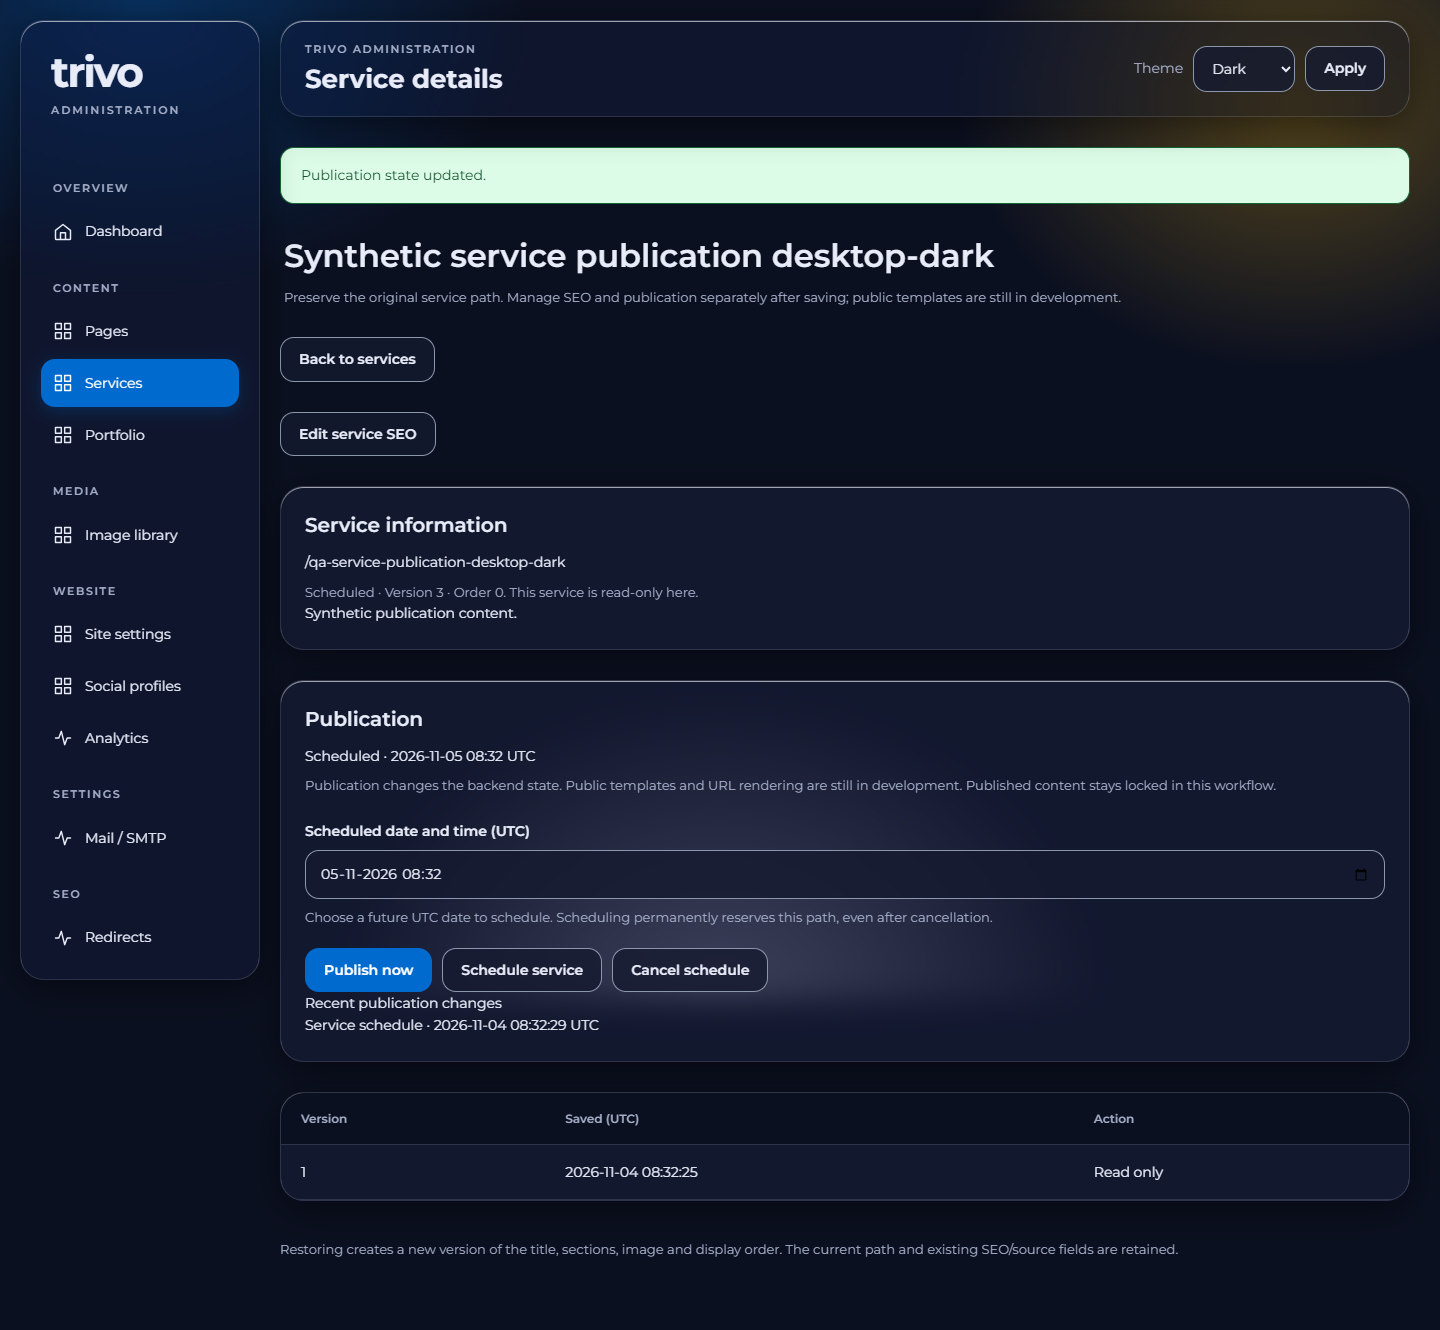 trivo
ADMINISTRATION
OVERVIEW
Dashboard
CONTENT
Pages
Services
Portfolio
MEDIA
Image library
WEBSITE
Site settings
Social profiles
Analytics
SETTINGS
Mail / SMTP
SEO
Redirects
TRIVO ADMINISTRATION
Service details
Theme
Dark
Apply
Publication state updated.
Synthetic service publication desktop-dark
Preserve the original service path. Manage SEO and publication separately after saving; public templates are still in development.
Back to services
Edit service SEO
Service information
/qa-service-publication-desktop-dark
Scheduled · Version 3 · Order 0. This service is read-only here.
Synthetic publication content.
Publication
Scheduled · 2026-11-05 08:32 UTC
Publication changes the backend state. Public templates and URL rendering are still in development. Published content stays locked in this workflow.
Scheduled date and time (UTC)
05-11-2026 08:32
Choose a future UTC date to schedule. Scheduling permanently reserves this path, even after cancellation.
Publish now
Schedule service
Cancel schedule
Recent publication changes
Service schedule · 2026-11-04 08:32:29 UTC
Version
Saved (UTC)
Action
1
2026-11-04 08:32:25
Read only
Restoring creates a new version of the title, sections, image and display order. The current path and existing SEO/source fields are retained.